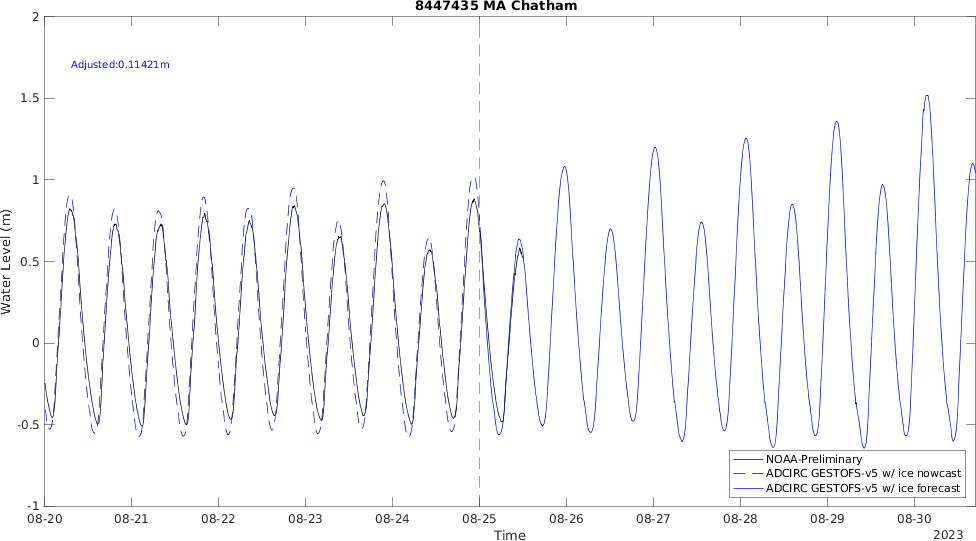 8447435 MA Chatham
Adjusted:0.11421m
Water Level (m)
2
1.5
1
0.5
0
-0.5
-1
08-20 08-21 08-22 08-23 08-24 08-25 08-26 08-27 08-28 08-29 08-30
Time
2023
NOAA-Preliminary
ADCIRC GESTOFS-v5 w/ ice nowcast
ADCIRC GESTOFS-v5 w/ ice forecast